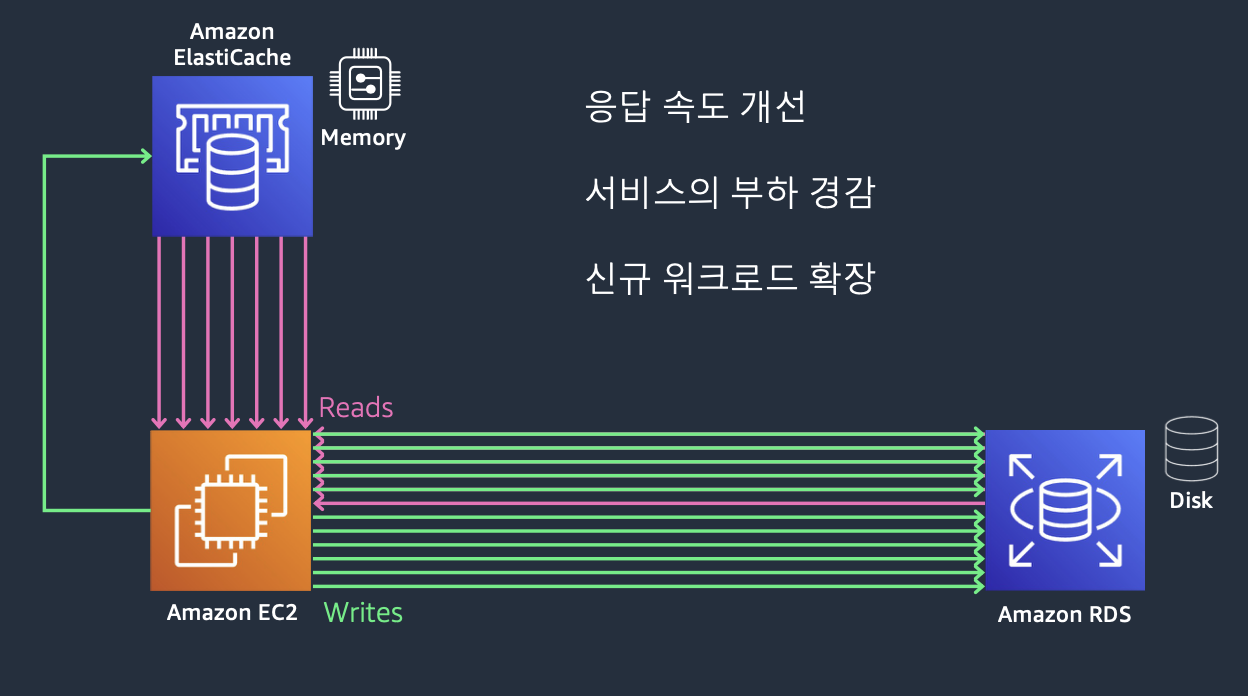 Amazon
ElastiCache
Memory
응답 속도 개선
서비스의 부하 경감
신규 워크로드 확장
Reads
Disk
Amazon EC2
Writes
Amazon RDS